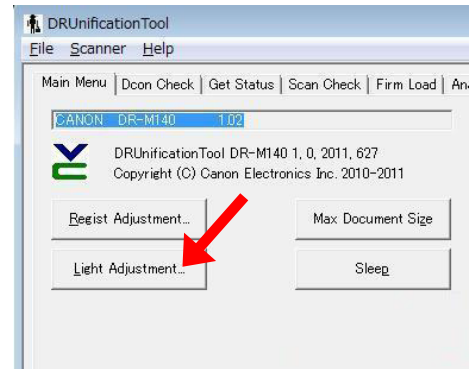 DRUnificationTool
File Scanner Help
Main Menu Dcon Check Get Status Scan Check Firm Load An
CANON DR-M140 1.02
DRUnificationTool DR-M140 1, 0, 2011, 627
Copyright (C) Canon Electronics Inc. 2010-2011
Regist Adjustment... Max Document Size
Light Adjustment... Sleep